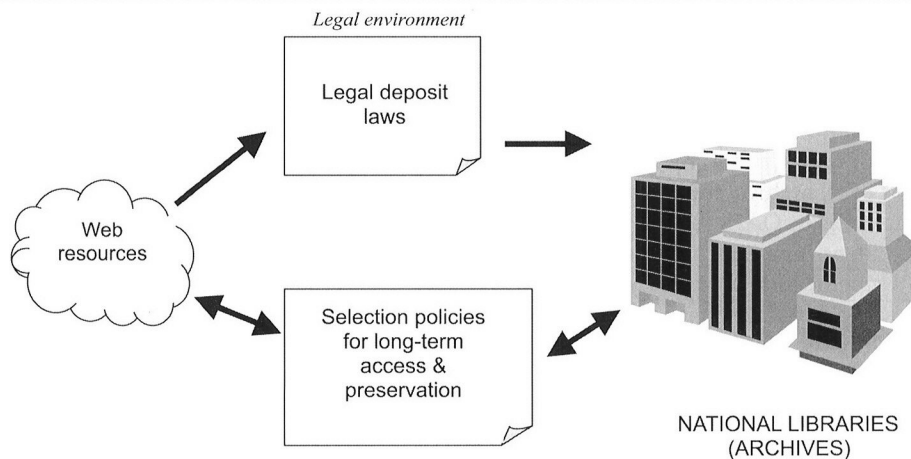 Legal environment
Legal deposit
laws
Web
resources
Selection policies
for long-term
access &
preservation
NATIONAL LIBRARIES
(ARCHIVES)